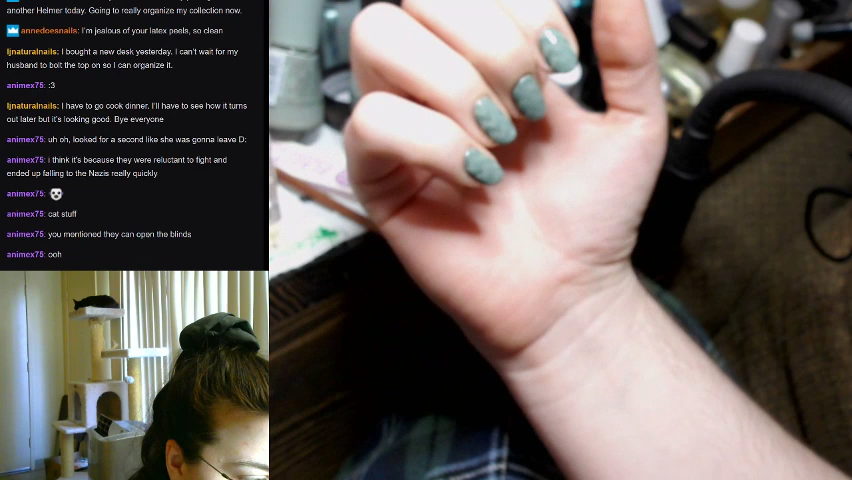 another Helmer today. Going to really organize my collection now.
annedoesnails: I'm jealous of your latex peels, so clean
ljnaturalnails: I bought a new desk yesterday. I can't wait for my
husband to bolt the top on so I can organize it.
animex75: :3
ljnaturalnails: I have to go cook dinner. I'll have to see how it turns
out later but it's looking good. Bye everyone
animex75: uh oh, looked for a second like she was gonna leave D:
animex75: i think it's because they were reluctant to fight and
ended up falling to the Nazis really quickly
animex75:
animex75: cat stuff
animex75: you mentioned they can open the blinds
animex75: ooh